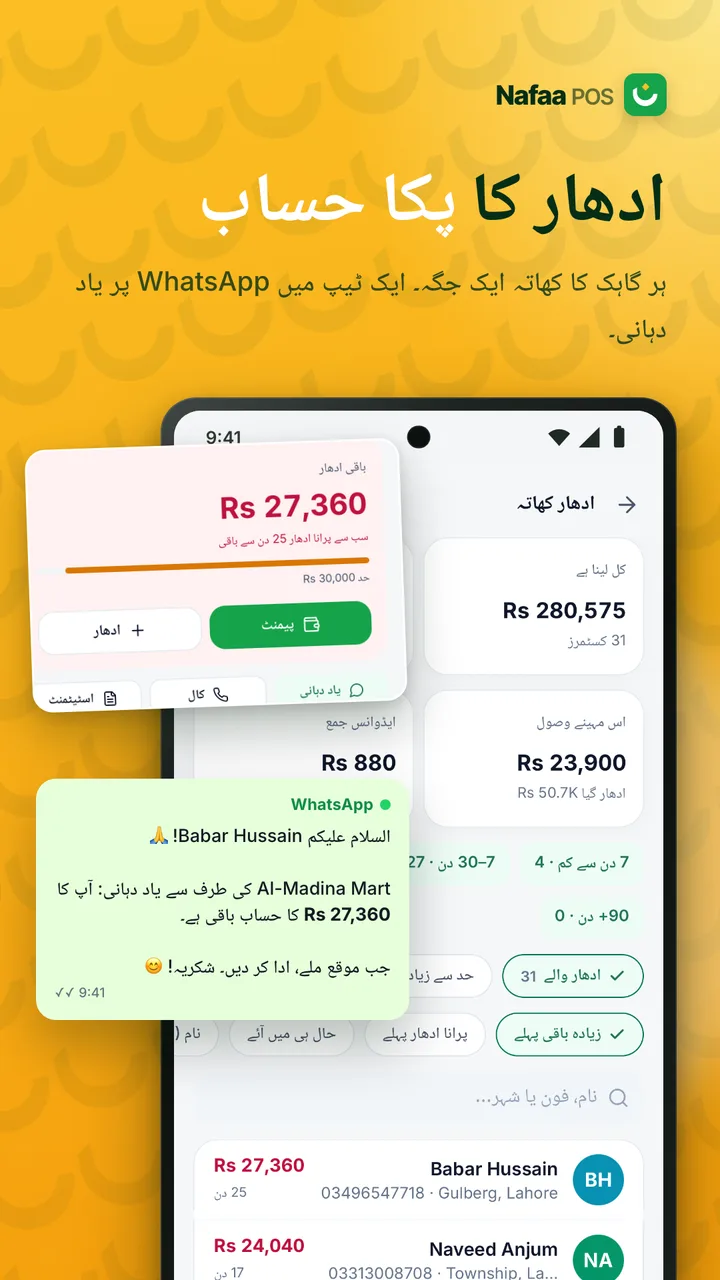 Nafaa POS
ادھار کا پکا حساب
ہر گاہک کا کھاتہ ایک جگہ۔ ایک ٹیپ میں WhatsApp پر یاد
دہانی۔
9:41
ادھار کھاتہ
باقی ادھار
Rs 27,360
سب سے پرانا ادھار 25 دن سے باقی
حد Rs 30,000
پیمنٹ
ادھار
یاد دہانی
کال
اسٹیٹمنٹ
کل لینا ہے
Rs 280,575
31 کسٹمرز
اس مہینے وصول
Rs 23,900
ادھار گیا Rs 50.7K
ایڈوانس جمع
Rs 880
WhatsApp
السلام علیکم Babar Hussain! 🙏
Al-Madina Mart کی طرف سے یاد دہانی: آپ کا
Rs 27,360 کا حساب باقی ہے۔
جب موقع ملے، ادا کر دیں۔ شکریہ! 😊
9:41 ✓✓
7 دن سے کم · 4
7–30 دن · 27
90+ دن · 0
ادھار والے 31
حد سے زیاد
زیادہ باقی پہلے
پرانا ادھار پہلے
حال ہی میں آئے
نام (
نام، فون یا شہر...
BH
Babar Hussain
03496547718 · Gulberg, Lahore
Rs 27,360
25 دن
NA
Naveed Anjum
03313008708 · Township, La...
Rs 24,040
17 دن